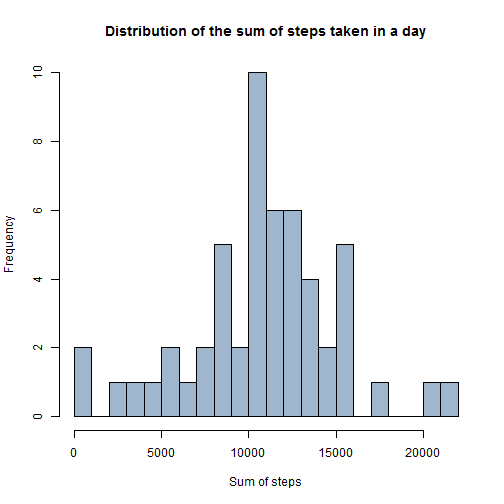 Distribution of the sum of steps taken in a day
Frequency
10
8
6
4
2
0
0 5000 10000 15000 20000
Sum of steps